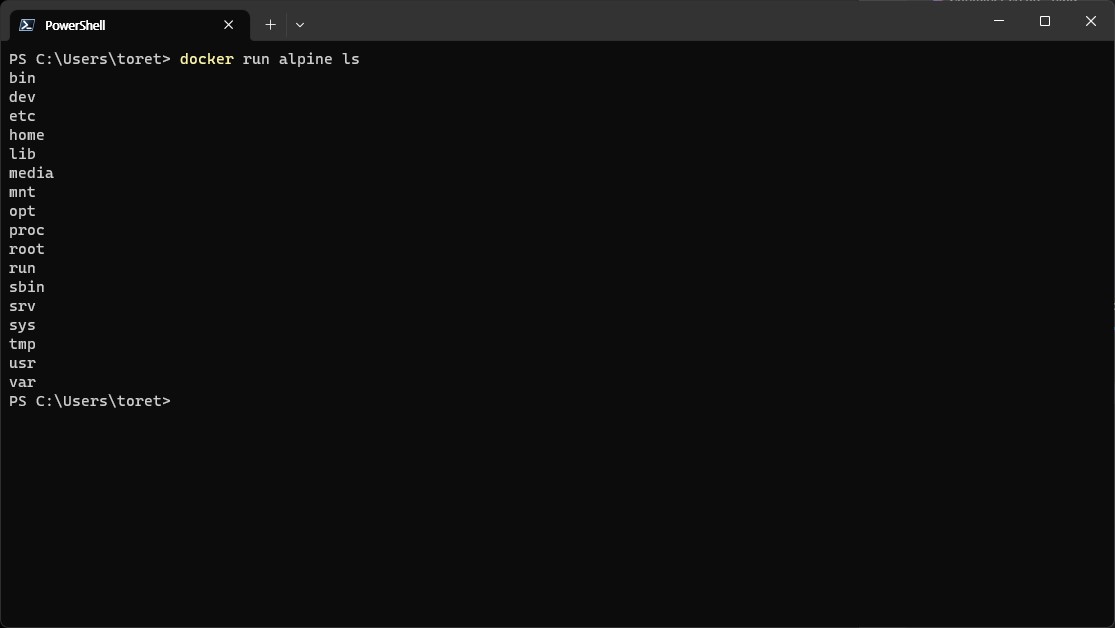 PowerShell
PS C:\Users\toret> docker run alpine ls
bin
dev
etc
home
lib
media
mnt
opt
proc
root
run
sbin
srv
sys
tmp
usr
var
PS C:\Users\toret>